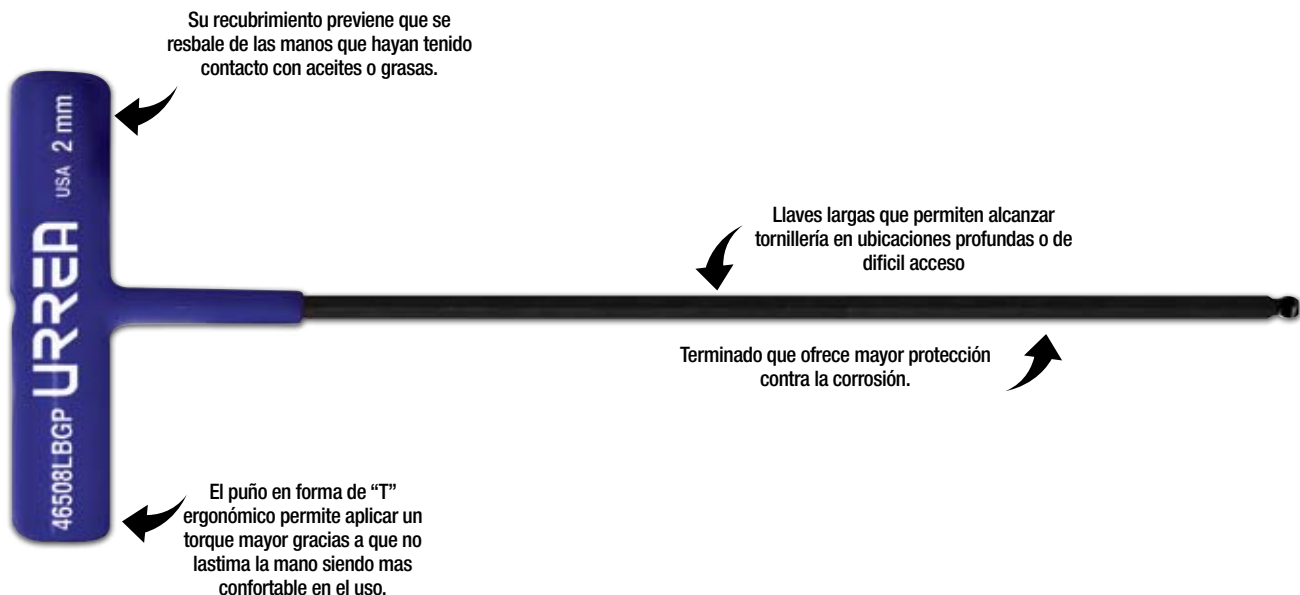 Su recubrimiento previene que se
resbale de las manos que hayan tenido
contacto con aceites o grasas.
46508LBGP URREA USA 2 mm
Llaves largas que permiten alcanzar
tornillería en ubicaciones profundas o de
dificil acceso
Terminado que ofrece mayor protección
contra la corrosión.
El puño en forma de “T”
ergonómico permite aplicar un
torque mayor gracias a que no
lastima la mano siendo mas
confortable en el uso.